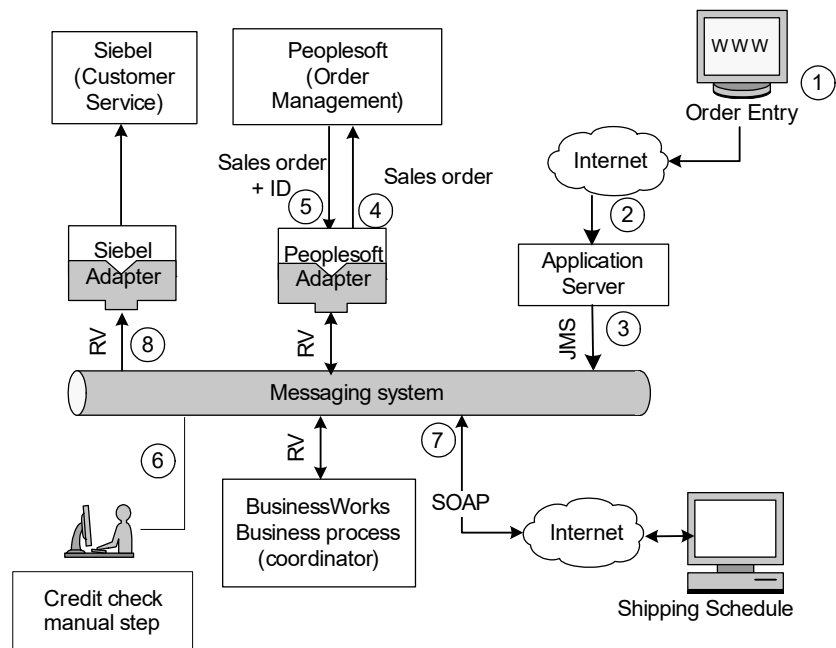 Siebel
(Customer
Service)
Peoplesoft
(Order
Management)
WWW
1
Order Entry
Internet
Sales order
+ ID
5
4
Sales order
2
Siebel
Adapter
Peoplesoft
Adapter
Application
Server
RV
8
RV
JMS
3
Messaging system
6
RV
7
SOAP
BusinessWorks
Business process
(coordinator)
Internet
Credit check
manual step
Shipping Schedule